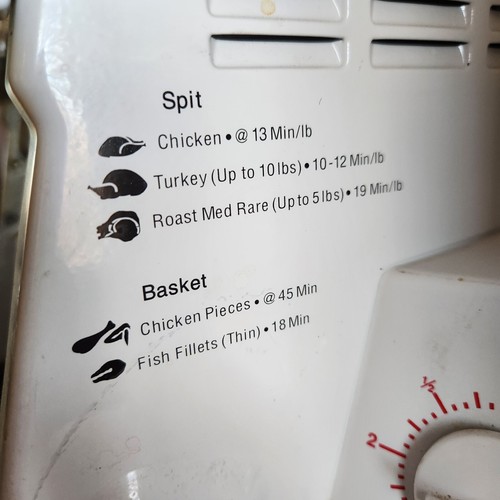 Spit
Chicken • @ 13 Min/lb
Turkey (Up to 10 lbs) • 10-12 Min/lb
Roast Med Rare (Up to 5 lbs) • 19 Min/lb
Basket
Chicken Pieces • @ 45 Min
Fish Fillets (Thin) • 18 Min
½
2